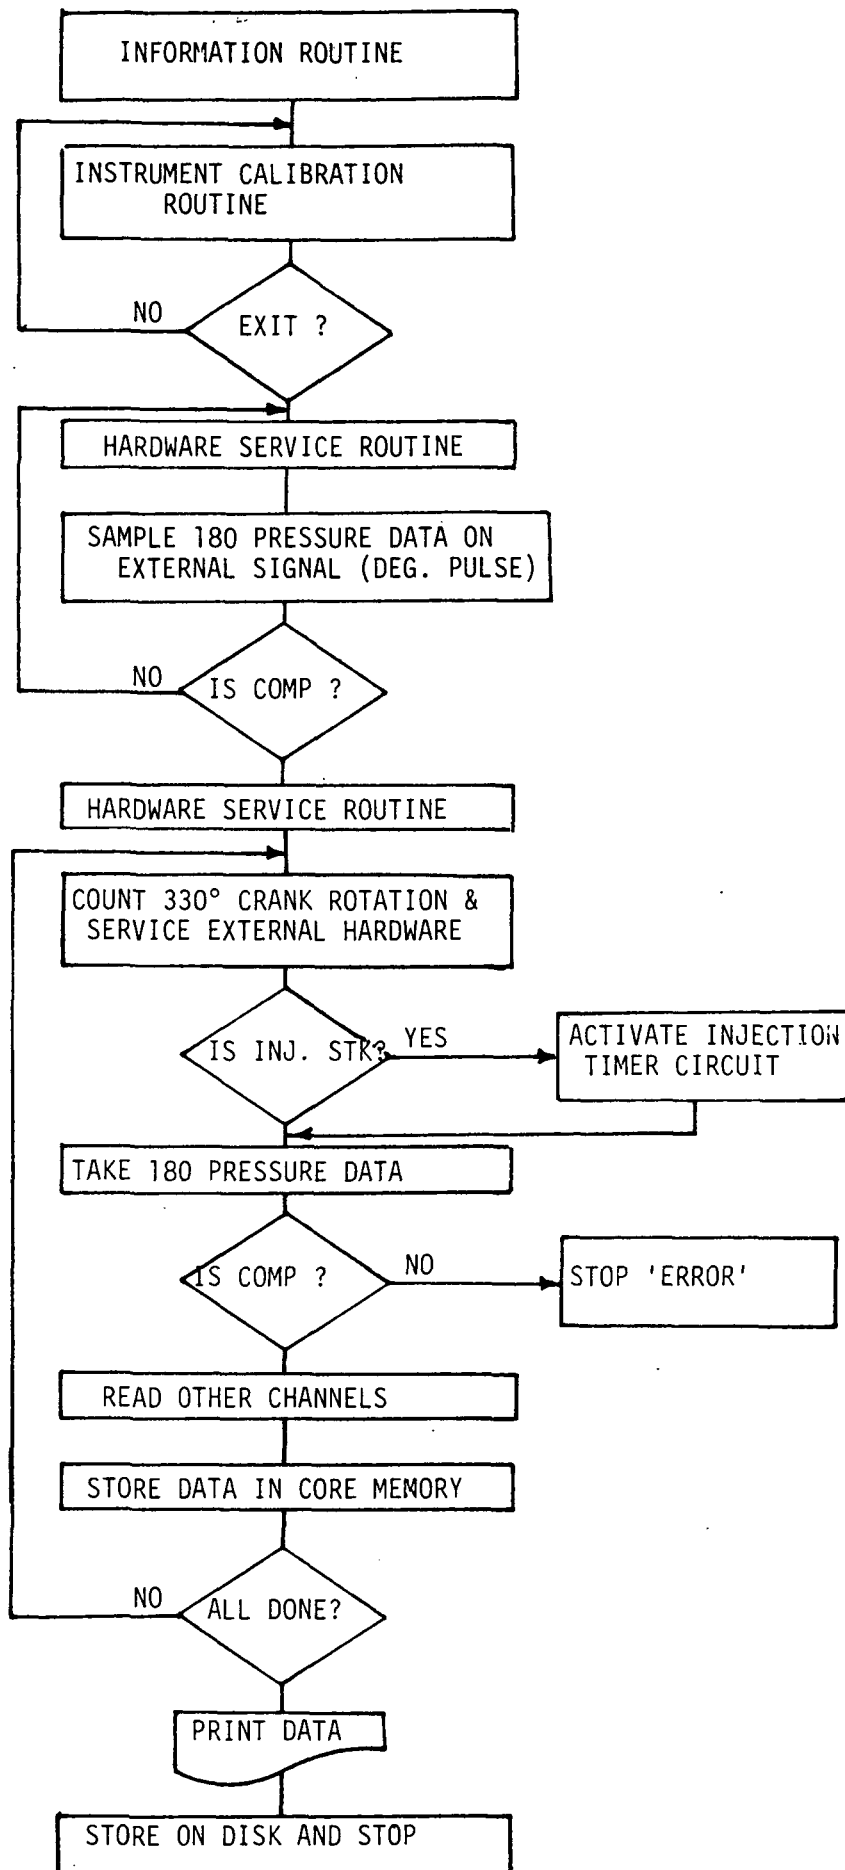 INFORMATION ROUTINE
INSTRUMENT CALIBRATION
ROUTINE
NO
EXIT ?
HARDWARE SERVICE ROUTINE
SAMPLE 180 PRESSURE DATA ON
EXTERNAL SIGNAL (DEG. PULSE)
NO
IS COMP ?
HARDWARE SERVICE ROUTINE
COUNT 330° CRANK ROTATION &
SERVICE EXTERNAL HARDWARE
IS INJ. STK?
YES
ACTIVATE INJECTION
TIMER CIRCUIT
TAKE 180 PRESSURE DATA
IS COMP ?
NO
STOP 'ERROR'
READ OTHER CHANNELS
STORE DATA IN CORE MEMORY
NO
ALL DONE?
PRINT DATA
STORE ON DISK AND STOP